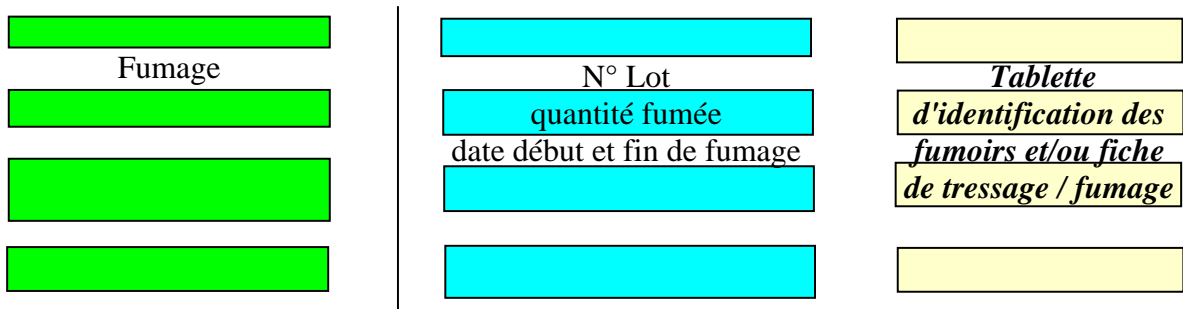 Fumage
N° Lot
quantité fumée
date début et fin de fumage
Tablette
d'identification des
fumoirs et/ou fiche
de tressage / fumage